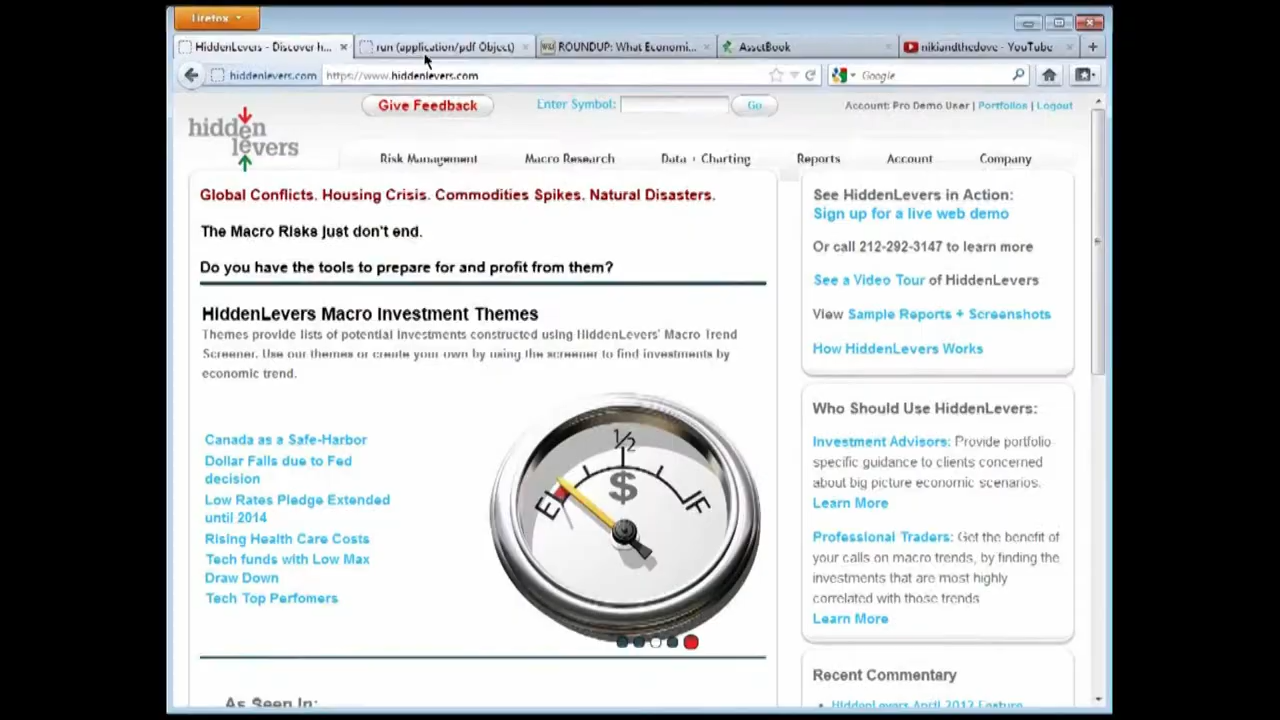 Firefox
HiddenLevers - Discover h...
run (application/pdf Object)
ROUNDUP: What Economi...
AssetBook
nikiandthedove - YouTube
hiddenlevers.com
https://www.hiddenlevers.com
Google
hidden
levers
Give Feedback
Enter Symbol:
Go
Account: Pro Demo User | Portfolios | Logout
Risk Management
Macro Research
Data + Charting
Reports
Account
Company
Global Conflicts. Housing Crisis. Commodities Spikes. Natural Disasters.
The Macro Risks just don't end.
Do you have the tools to prepare for and profit from them?
HiddenLevers Macro Investment Themes
Themes provide lists of potential investments constructed using HiddenLevers' Macro Trend
Screener. Use our themes or create your own by using the screener to find investments by
economic trend.
Canada as a Safe-Harbor
Dollar Falls due to Fed
decision
Low Rates Pledge Extended
until 2014
Rising Health Care Costs
Tech funds with Low Max
Draw Down
Tech Top Perfomers
½
$
As Seen In:
See HiddenLevers in Action:
Sign up for a live web demo
Or call 212-292-3147 to learn more
See a Video Tour of HiddenLevers
View Sample Reports + Screenshots
How HiddenLevers Works
Who Should Use HiddenLevers:
Investment Advisors: Provide portfolio
specific guidance to clients concerned
about big picture economic scenarios.
Learn More
Professional Traders: Get the benefit of
your calls on macro trends, by finding the
investments that are most highly
correlated with those trends
Learn More
Recent Commentary
HiddenLevers April 2012 Feature